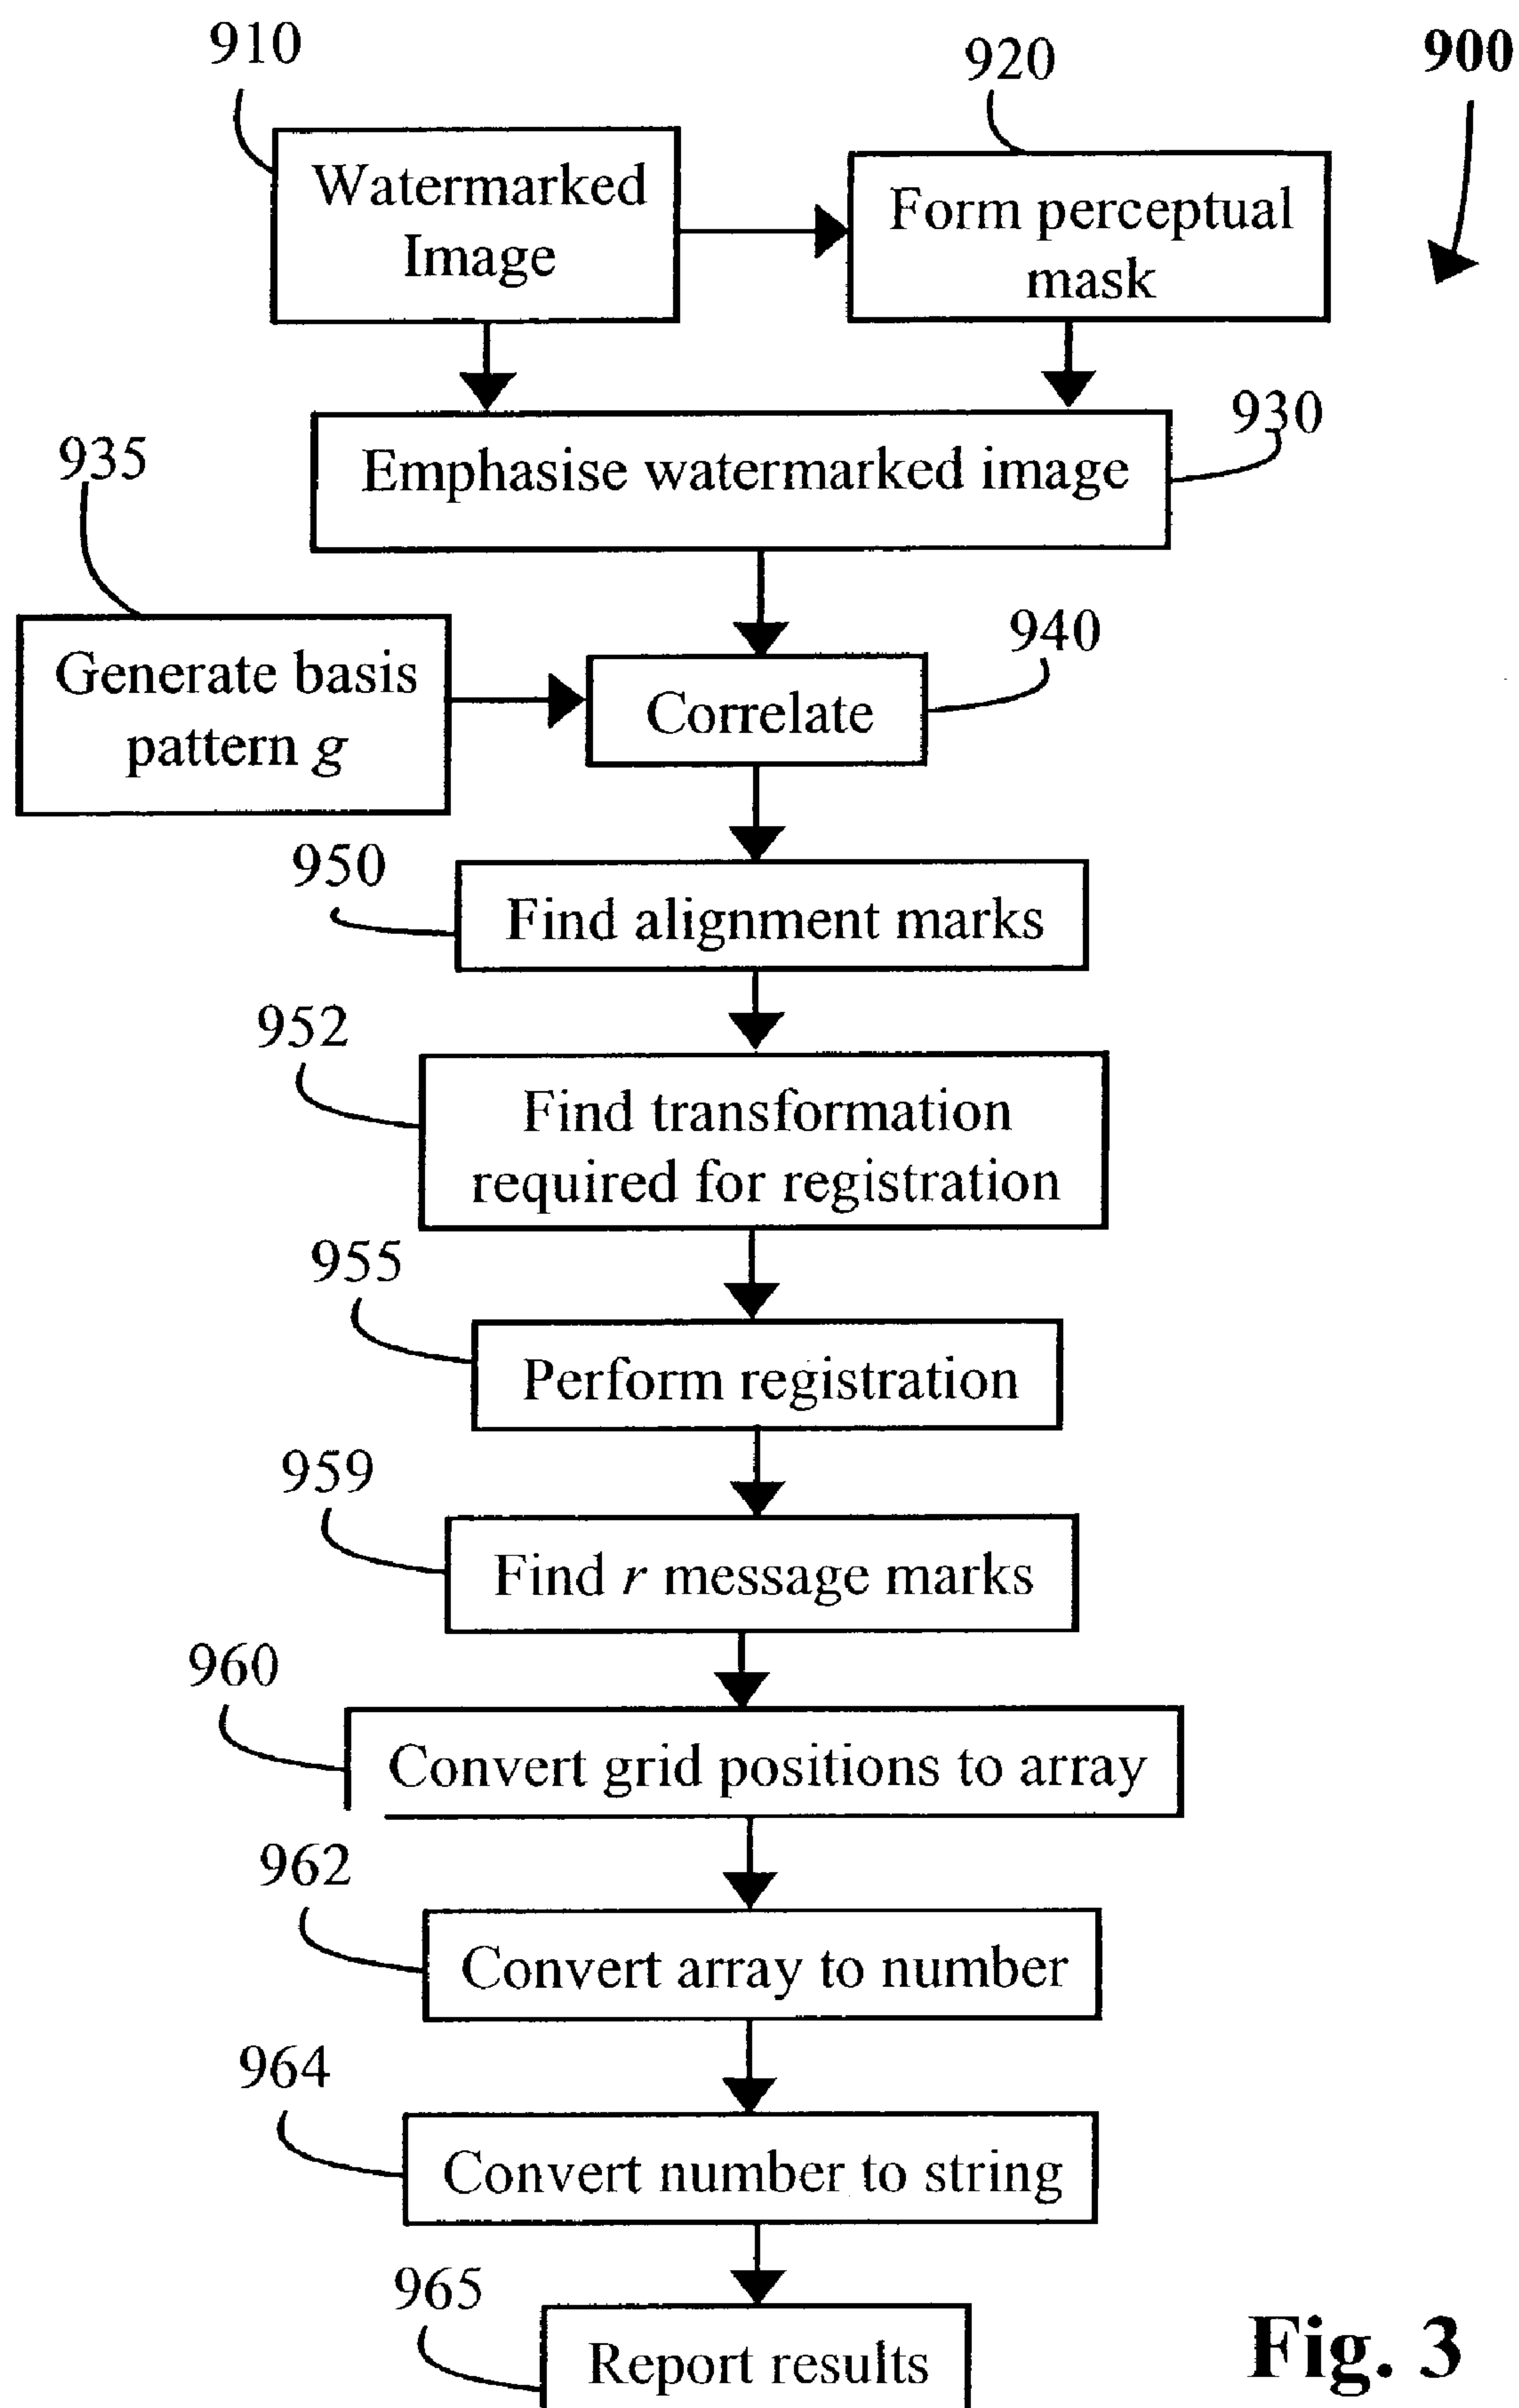 910
920
900
Watermarked
Image
Form perceptual
mask
930
935
Emphasise watermarked image
940
Generate basis
pattern g
Correlate
950
Find alignment marks
952
Find transformation
required for registration
955
Perform registration
959
Find r message marks
960
Convert grid positions to array
962
Convert array to number
964
Convert number to string
965
Report results
Fig. 3